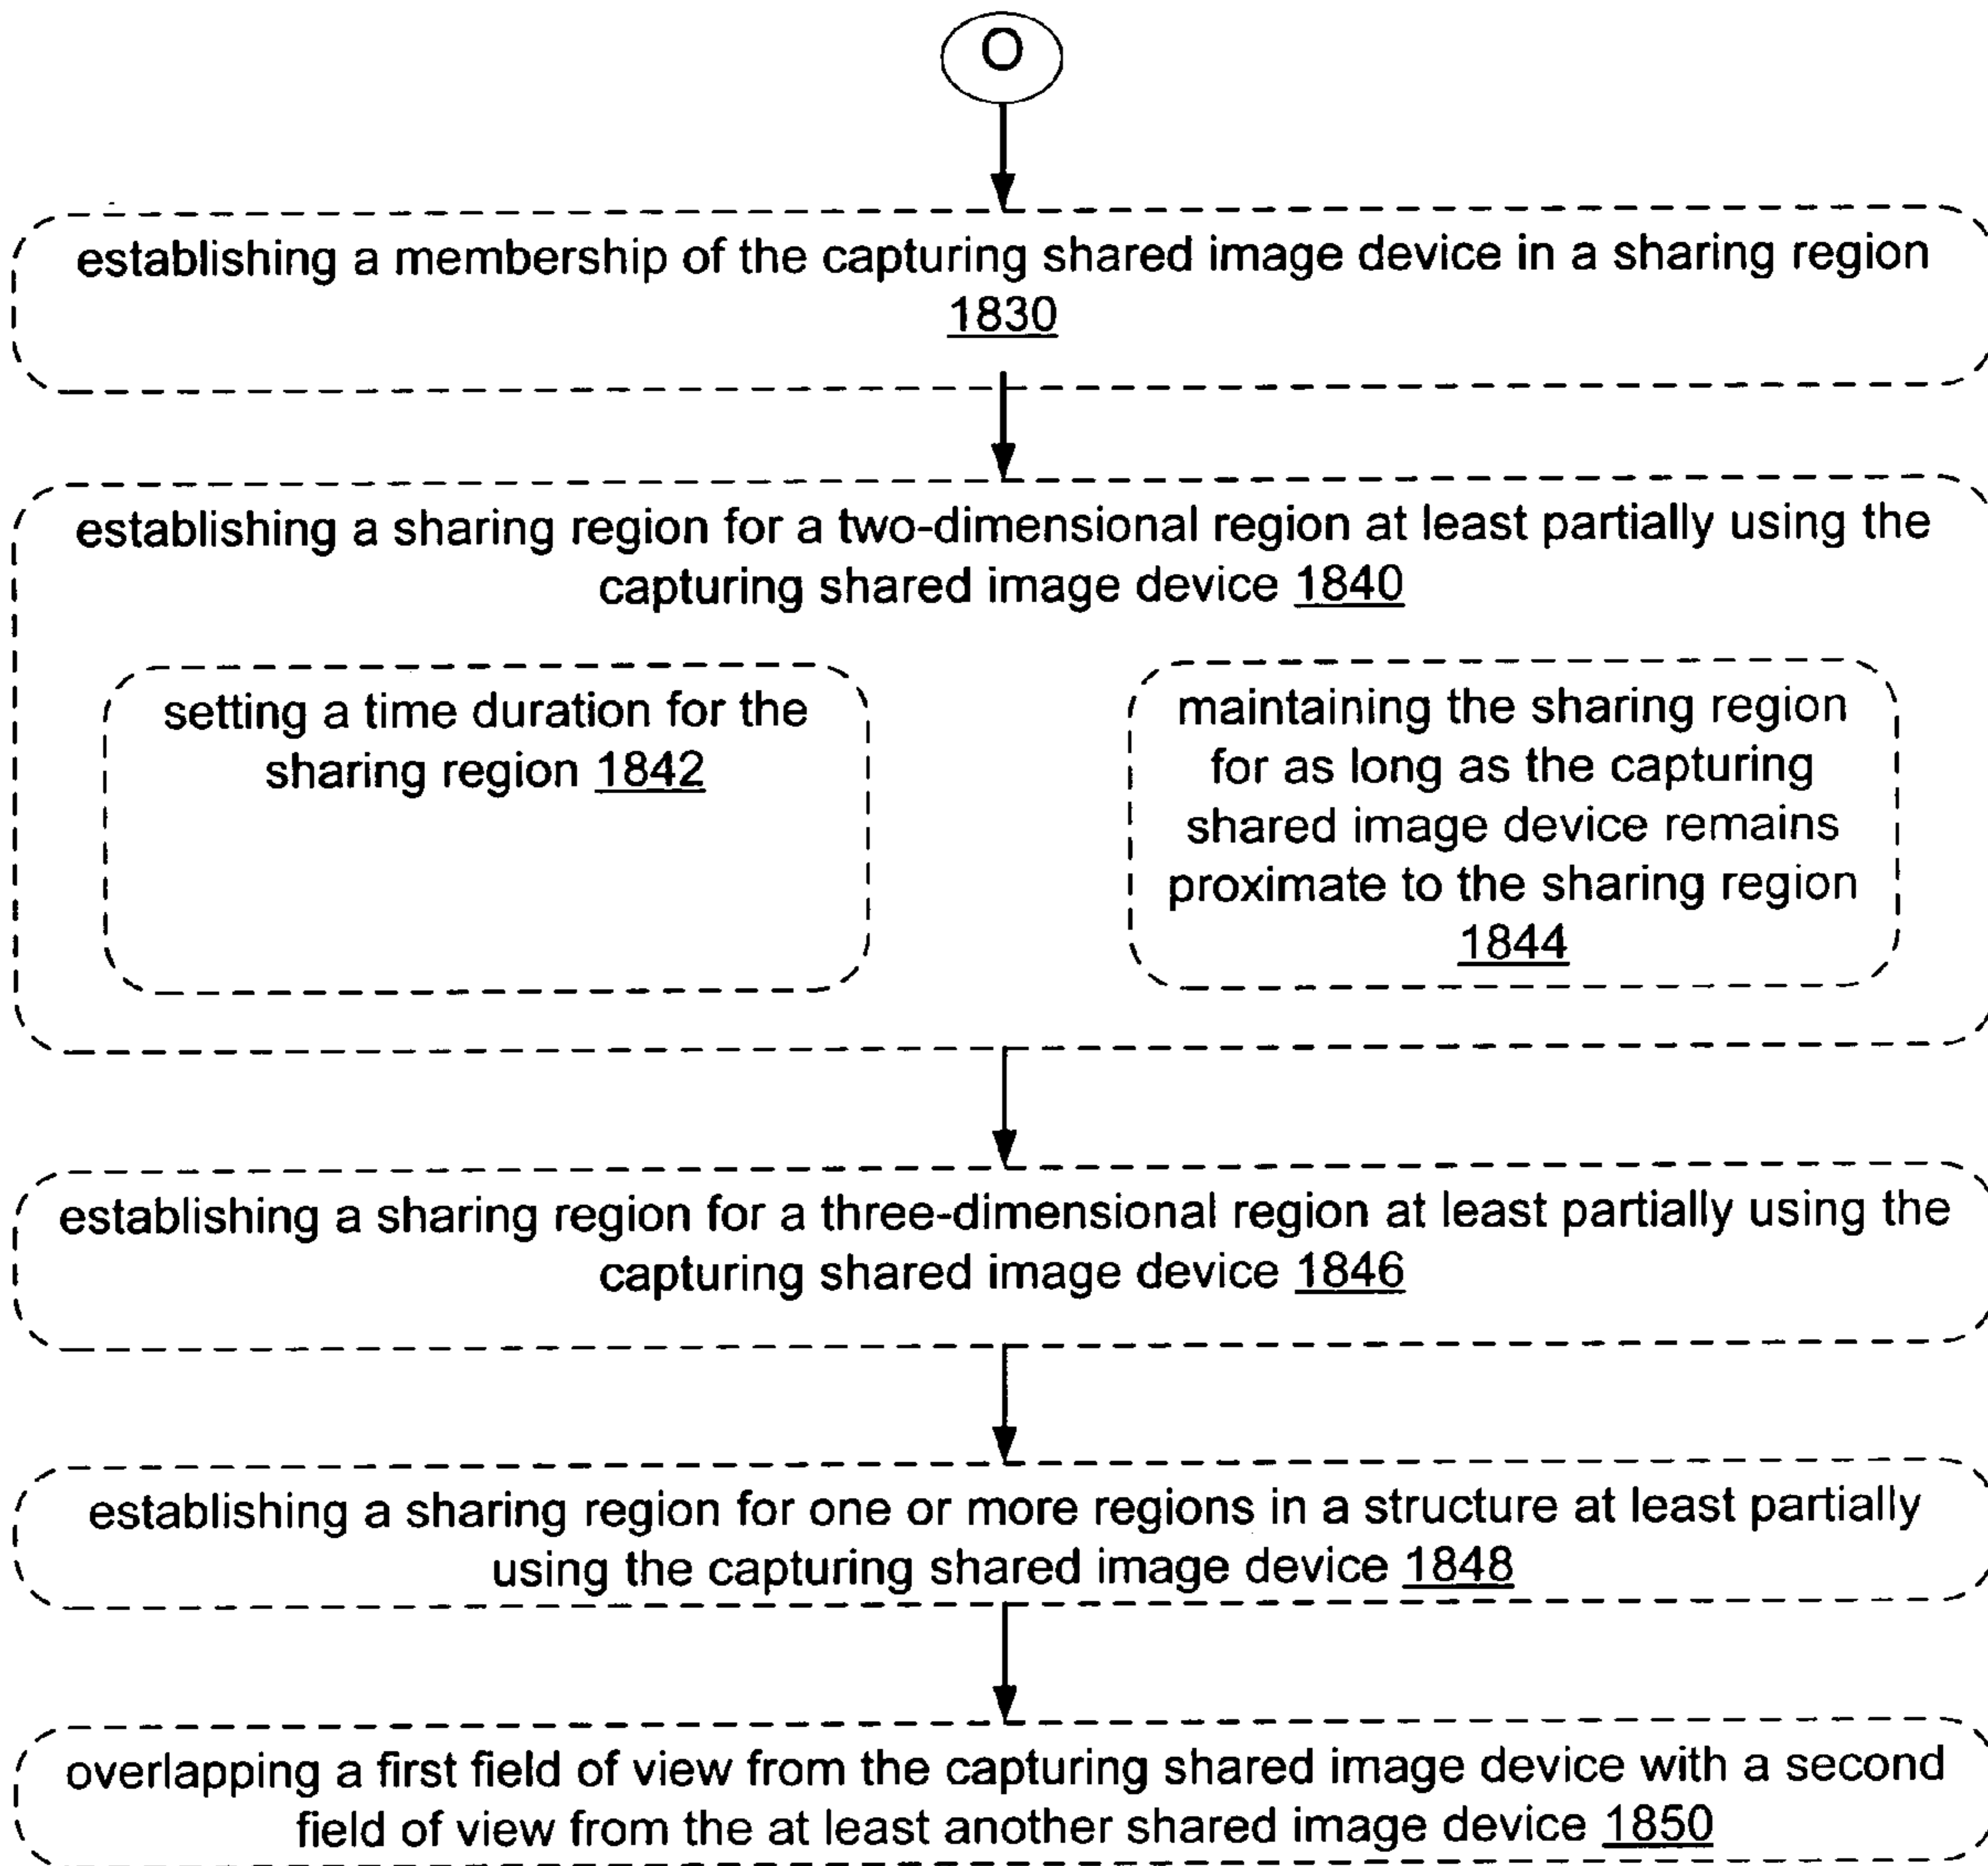 O
establishing a membership of the capturing shared image device in a sharing region
1830
establishing a sharing region for a two-dimensional region at least partially using the
capturing shared image device 1840
setting a time duration for the
sharing region 1842
maintaining the sharing region
for as long as the capturing
shared image device remains
proximate to the sharing region
1844
establishing a sharing region for a three-dimensional region at least partially using the
capturing shared image device 1846
establishing a sharing region for one or more regions in a structure at least partially
using the capturing shared image device 1848
overlapping a first field of view from the capturing shared image device with a second
field of view from the at least another shared image device 1850